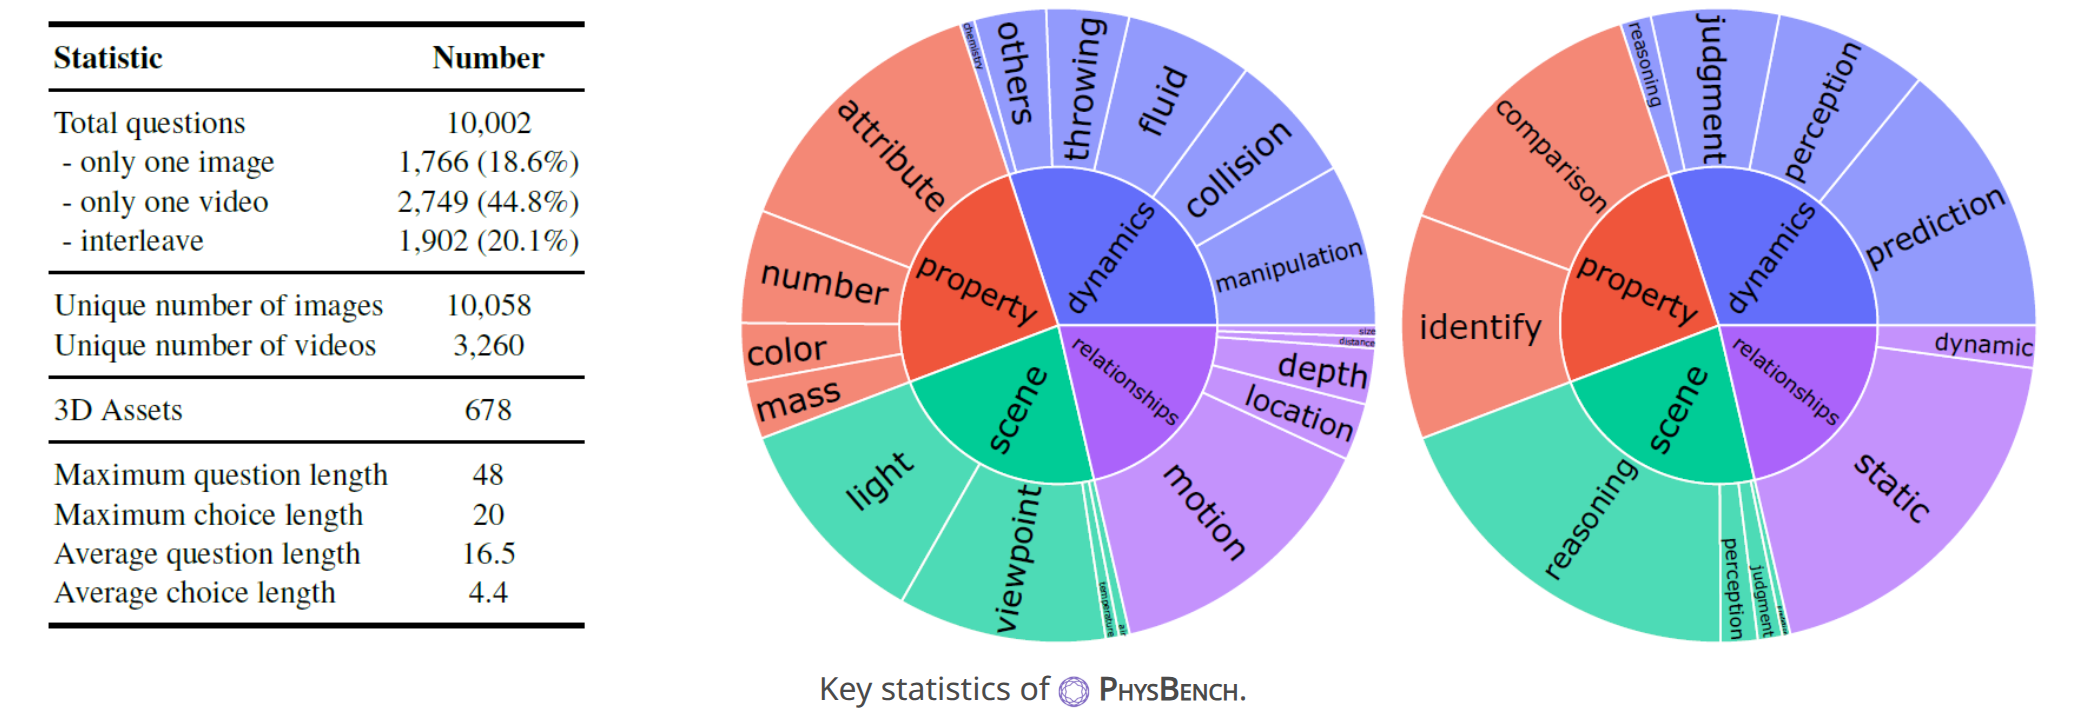 Statistic Number
Total questions 10,002
- only one image 1,766 (18.6%)
- only one video 2,749 (44.8%)
- interleave 1,902 (20.1%)
Unique number of images 10,058
Unique number of videos 3,260
3D Assets 678
Maximum question length 48
Maximum choice length 20
Average question length 16.5
Average choice length 4.4
chemistry
others
throwing
fluid
collision
manipulation
attribute
number
color
mass
property
dynamics
scene
relationships
size
distance
depth
location
motion
light
viewpoint
temperature
air
reasoning
judgment
perception
prediction
comparison
identify
property
dynamics
scene
relationships
dynamic
static
reasoning
perception
judgment
Key statistics of PHYSBENCH.